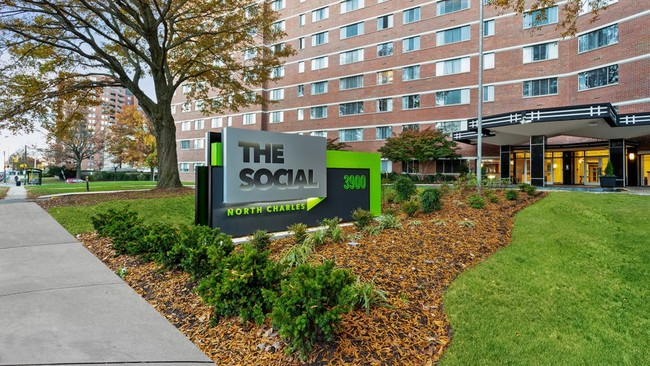 THE
SOCIAL
NORTH CHARLES
3900